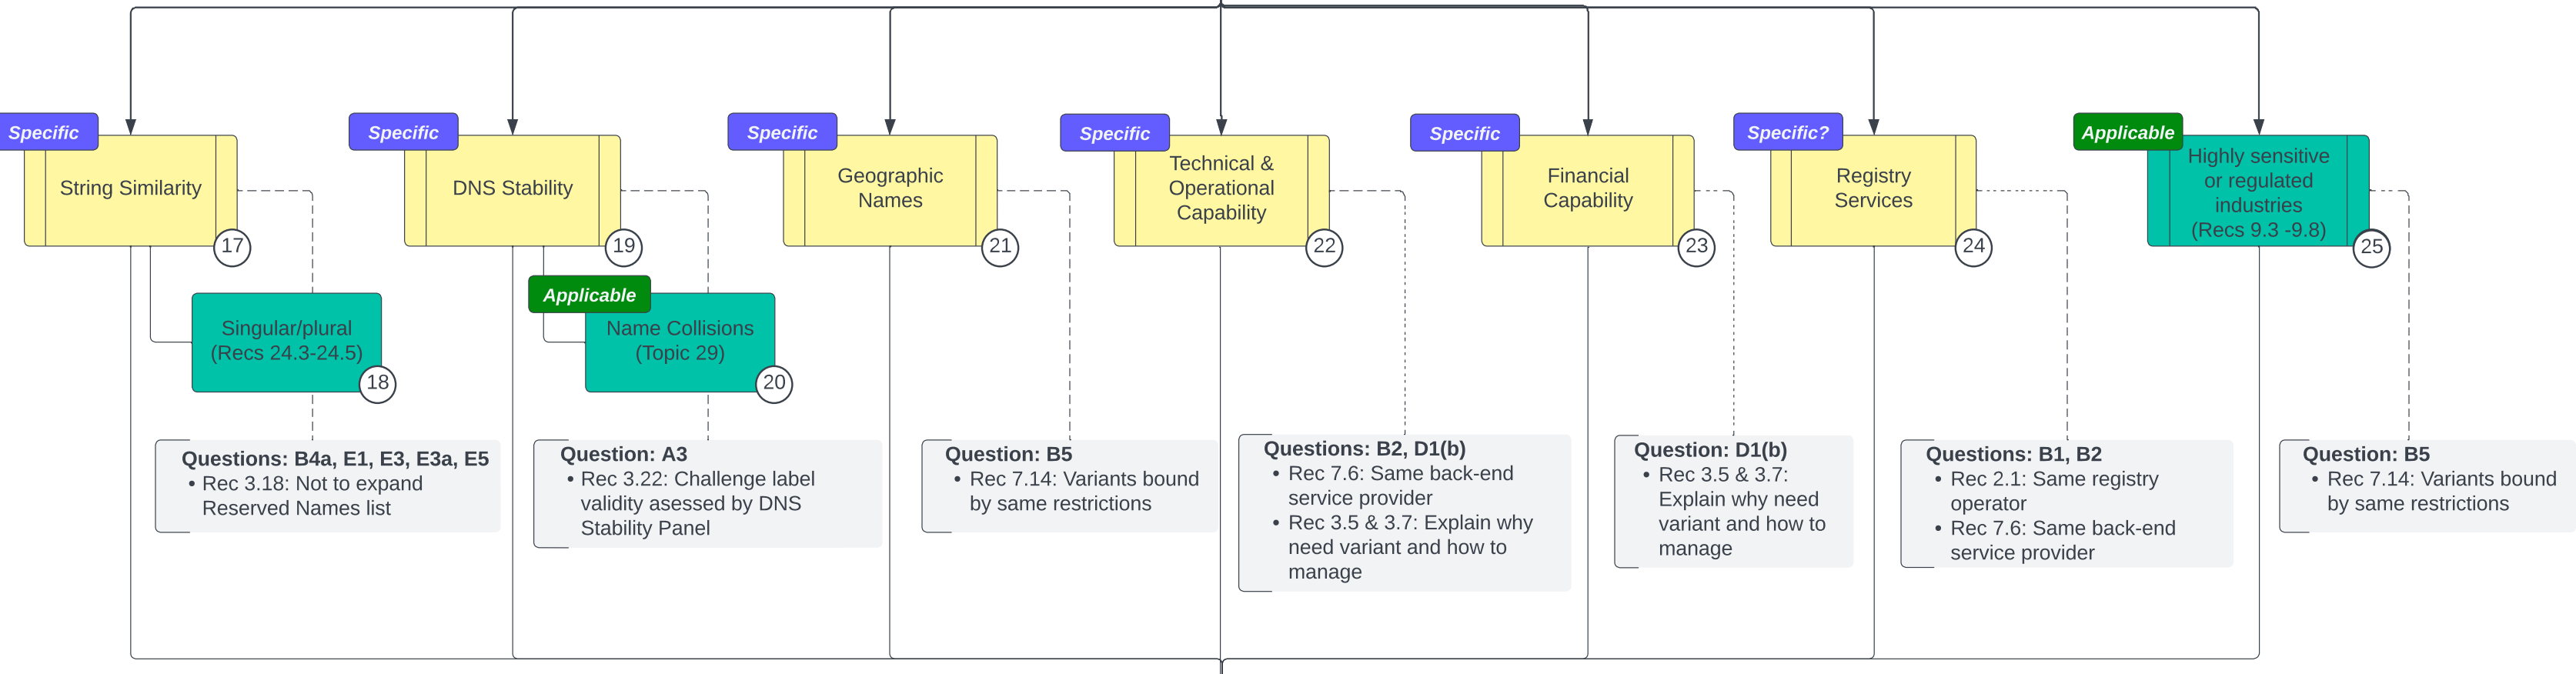 Specific
String Similarity
17
Singular/plural
(Recs 24.3-24.5)
18
Questions: B4a, E1, E3, E3a, E5
• Rec 3.18: Not to expand
Reserved Names list
Specific
DNS Stability
19
Applicable
Name Collisions
(Topic 29)
20
Question: A3
• Rec 3.22: Challenge label
validity asessed by DNS
Stability Panel
Specific
Geographic
Names
21
Question: B5
• Rec 7.14: Variants bound
by same restrictions
Specific
Technical &
Operational
Capability
22
Questions: B2, D1(b)
• Rec 7.6: Same back-end
service provider
• Rec 3.5 & 3.7: Explain why
need variant and how to
manage
Specific
Financial
Capability
23
Question: D1(b)
• Rec 3.5 & 3.7:
Explain why need
variant and how to
manage
Specific?
Registry
Services
24
Questions: B1, B2
• Rec 2.1: Same registry
operator
• Rec 7.6: Same back-end
service provider
Applicable
Highly sensitive
or regulated
industries
(Recs 9.3 -9.8)
25
Question: B5
• Rec 7.14: Variants bound
by same restrictions